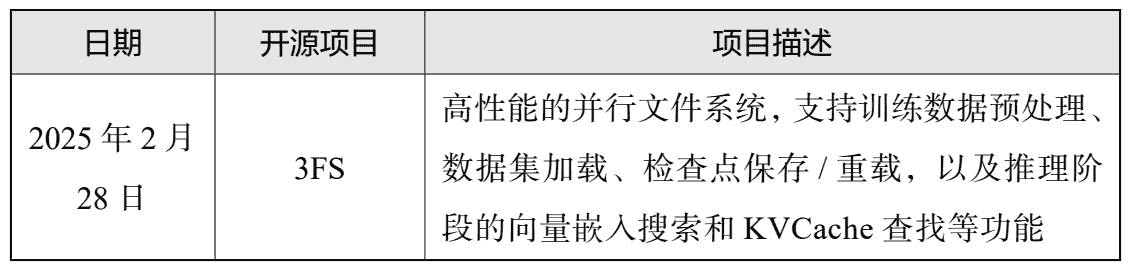 日期
开源项目
项目描述
2025 年 2 月
28 日
3FS
高性能的并行文件系统，支持训练数据预处理、
数据集加载、检查点保存 / 重载，以及推理阶
段的向量嵌入搜索和 KVCache 查找等功能